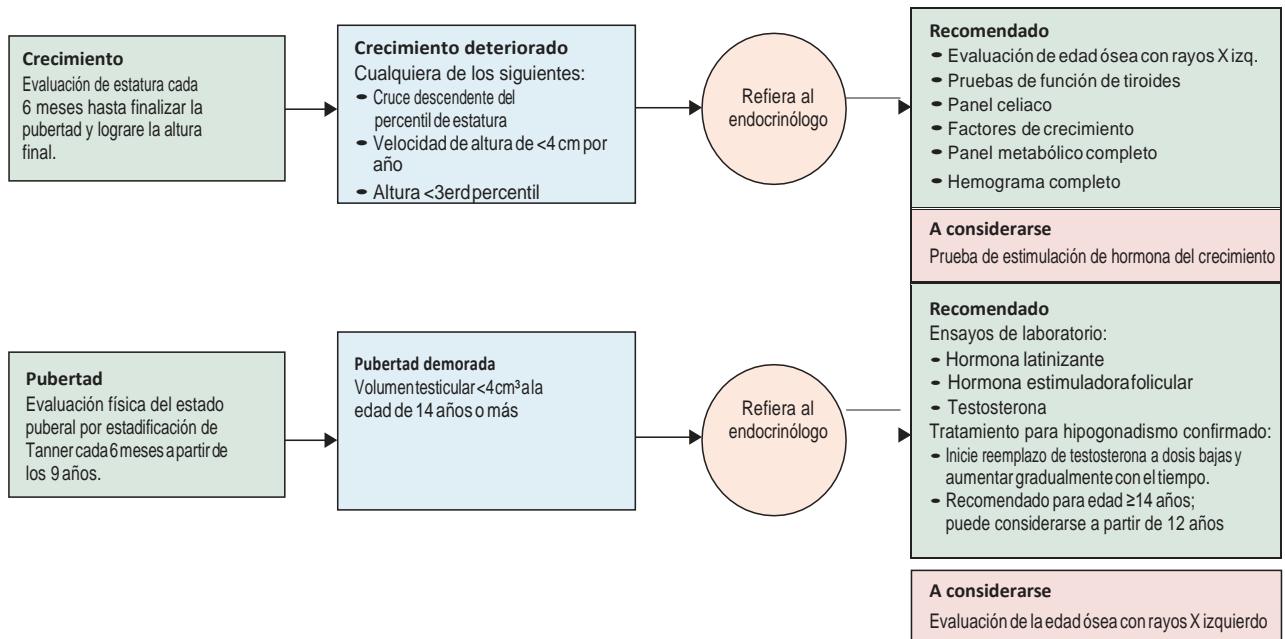 Crecimiento
Evaluación de estatura cada
6 meses hasta finalizar la
pubertad y lograre la altura
final.
Crecimiento deteriorado
Cualquiera de los siguientes:
- Cruce descendente del
percentil de estatura
- Velocidad de altura de <4 cm por
año
- Altura <3erd percentil
Refiera al
endocrinólogo
Recomendado
- Evaluación de edad ósea con rayos X izq.
- Pruebas de función de tiroides
- Panel celiaco
- Factores de crecimiento
- Panel metabólico completo
- Hemograma completo
A considerarse
Prueba de estimulación de hormona del crecimiento
Pubertad
Evaluación física del estado
puberal por estadificación de
Tanner cada 6 meses a partir de
los 9 años.
Pubertad demorada
Volumen testicular <4 cm³ a la
edad de 14 años o más
Refiera al
endocrinólogo
Recomendado
Ensayos de laboratorio:
- Hormona latinizante
- Hormona estimuladora folicular
- Testosterona
Tratamiento para hipogonadismo confirmado:
- Inicie reemplazo de testosterona a dosis bajas y
aumentar gradualmente con el tiempo.
- Recomendado para edad ≥14 años;
puede considerarse a partir de 12 años
A considerarse
Evaluación de la edad ósea con rayos X izquierdo